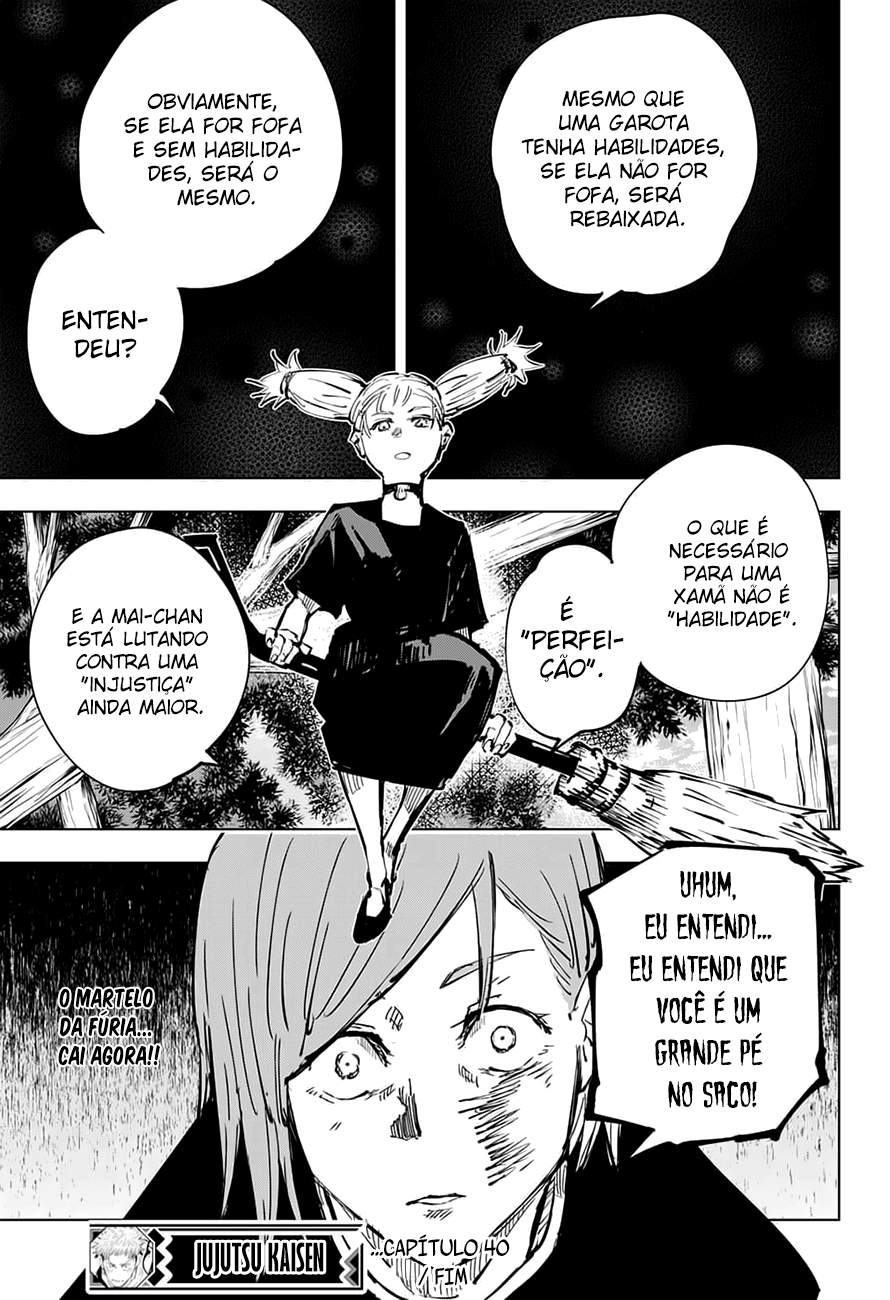 MESMO QUE
UMA GAROTA
TENHA HABILIDADES,
SE ELA NÃO FOR
FOFA, SERÁ
REBAIXADA.
OBVIAMENTE,
SE ELA FOR FOFA
E SEM HABILIDA-
DES, SERÁ O
MESMO.
ENTEN-
DEU?
O QUE É
NECESSÁRIO
PARA UMA
XAMÃ NÃO É
"HABILIDADE".
É
"PERFEI-
ÇÃO".
E A MAI-CHAN
ESTÁ LUTANDO
CONTRA UMA
"INJUSTIÇA"
AINDA MAIOR.
UHUM,
EU ENTENDI...
EU ENTENDI QUE
VOCÊ É UM
GRANDE PÉ
NO SACO!
O MARTELO
DA FÚRIA...
CAI AGORA!!
JUJUTSU KAISEN
...CAPÍTULO 40
/ FIM